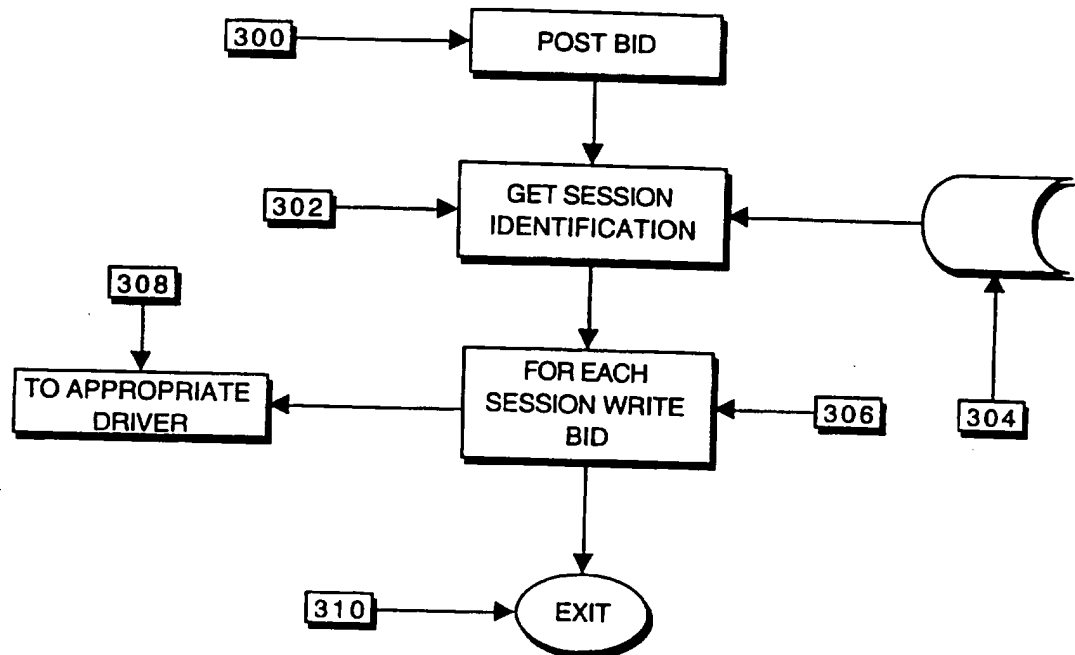 300
POST BID
302
GET SESSION
IDENTIFICATION
308
TO APPROPRIATE
DRIVER
FOR EACH
SESSION WRITE
BID
306
304
310
EXIT